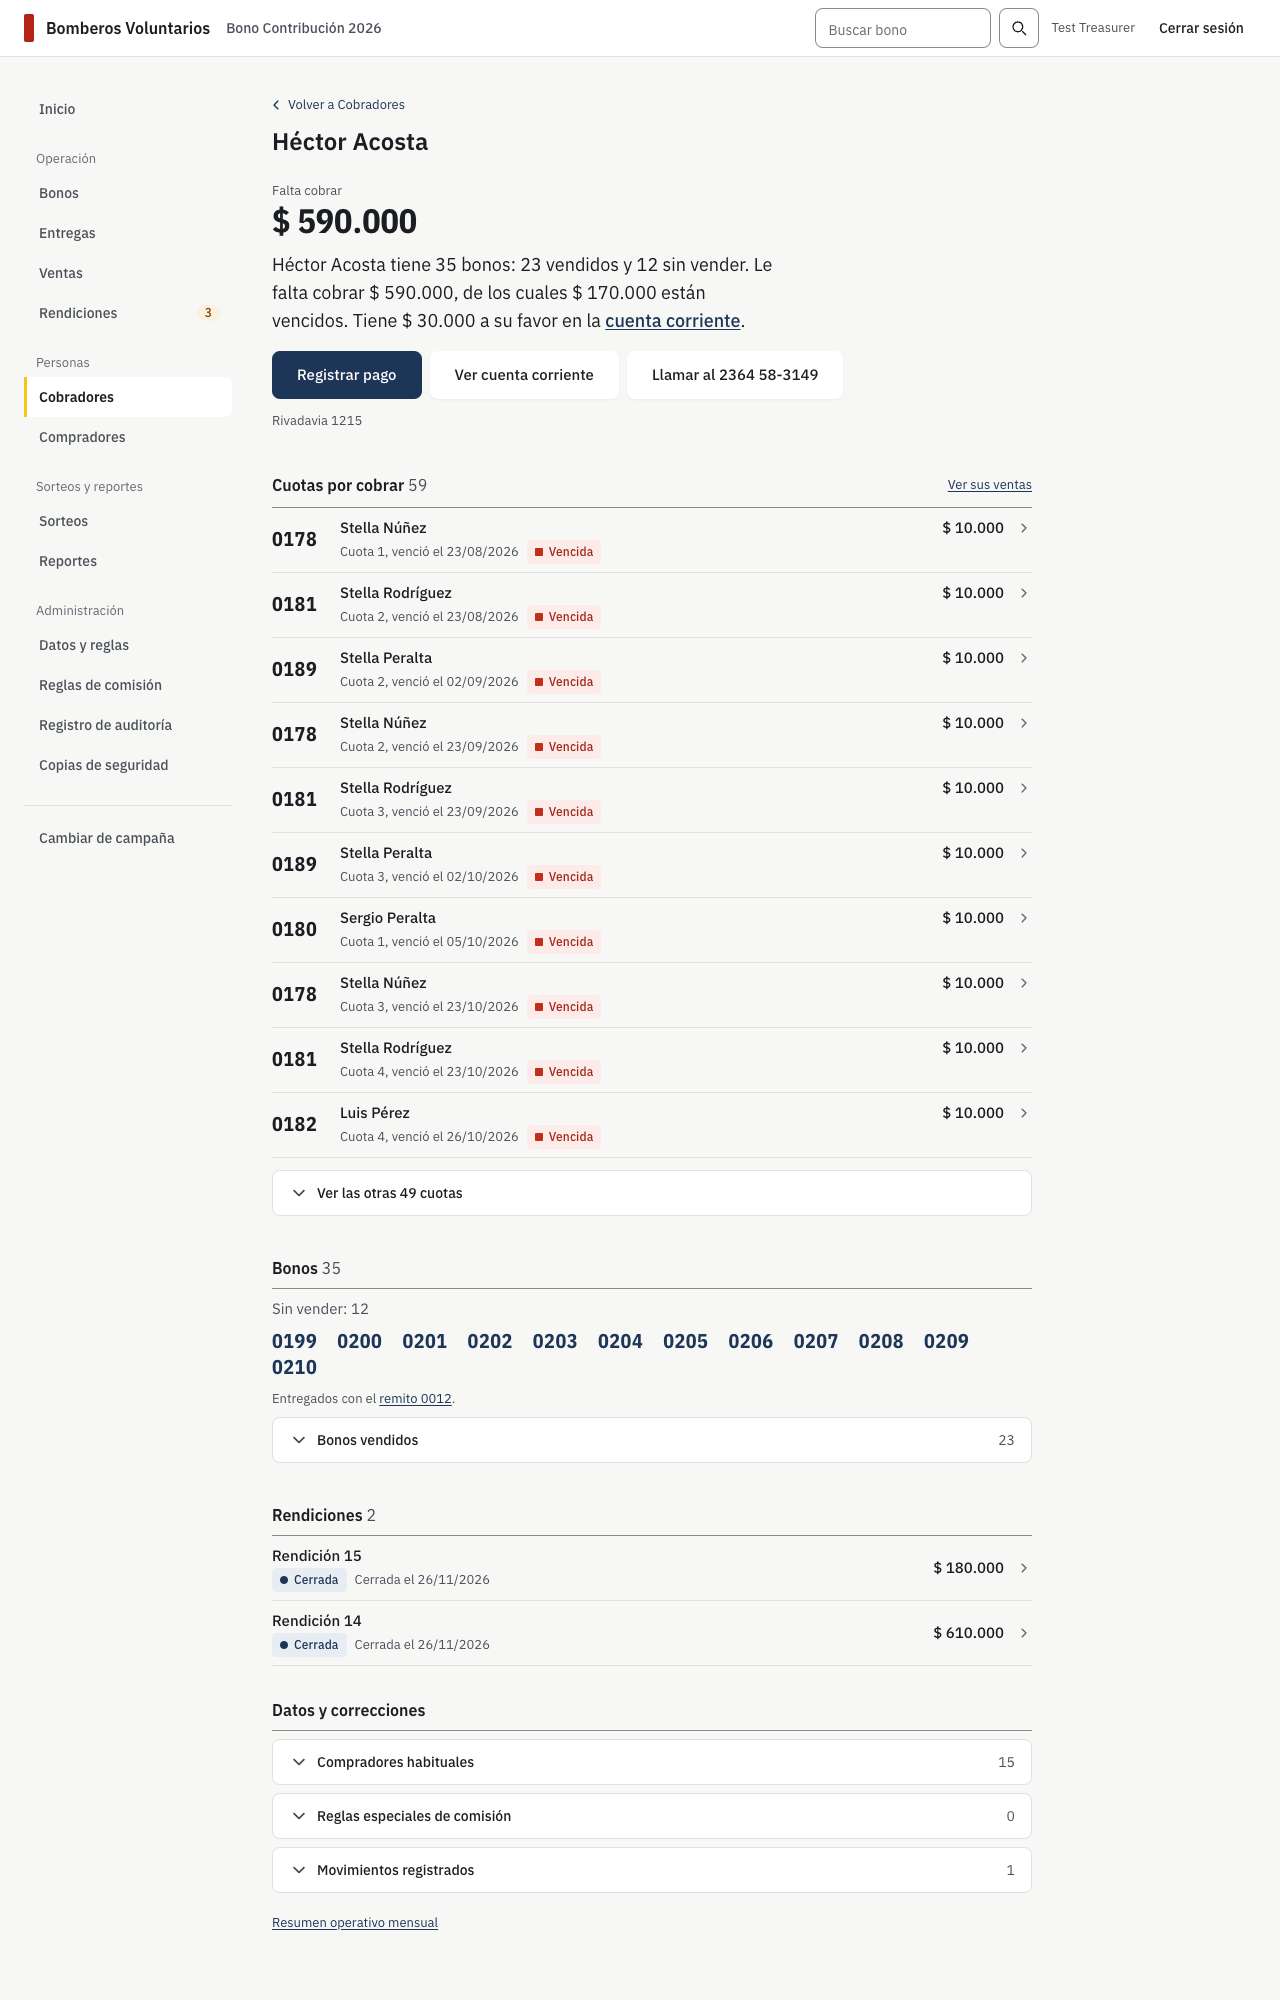 Bomberos Voluntarios Bono Contribución 2026 Buscar bono Test Treasurer Cerrar sesión
Inicio
Operación
Bonos
Entregas
Ventas
Rendiciones 3
Personas
Cobradores
Compradores
Sorteos y reportes
Sorteos
Reportes
Administración
Datos y reglas
Reglas de comisión
Registro de auditoría
Copias de seguridad
Cambiar de campaña
Volver a Cobradores
Héctor Acosta
Falta cobrar
$ 590.000
Héctor Acosta tiene 35 bonos: 23 vendidos y 12 sin vender. Le
falta cobrar $ 590.000, de los cuales $ 170.000 están
vencidos. Tiene $ 30.000 a su favor en la cuenta corriente.
Registrar pago Ver cuenta corriente Llamar al 2364 58-3149
Rivadavia 1215
Cuotas por cobrar 59 Ver sus ventas
0178 Stella Núñez $ 10.000
Cuota 1, venció el 23/08/2026 Vencida
0181 Stella Rodríguez $ 10.000
Cuota 2, venció el 23/08/2026 Vencida
0189 Stella Peralta $ 10.000
Cuota 2, venció el 02/09/2026 Vencida
0178 Stella Núñez $ 10.000
Cuota 2, venció el 23/09/2026 Vencida
0181 Stella Rodríguez $ 10.000
Cuota 3, venció el 23/09/2026 Vencida
0189 Stella Peralta $ 10.000
Cuota 3, venció el 02/10/2026 Vencida
0180 Sergio Peralta $ 10.000
Cuota 1, venció el 05/10/2026 Vencida
0178 Stella Núñez $ 10.000
Cuota 3, venció el 23/10/2026 Vencida
0181 Stella Rodríguez $ 10.000
Cuota 4, venció el 23/10/2026 Vencida
0182 Luis Pérez $ 10.000
Cuota 4, venció el 26/10/2026 Vencida
Ver las otras 49 cuotas
Bonos 35
Sin vender: 12
0199 0200 0201 0202 0203 0204 0205 0206 0207 0208 0209
0210
Entregados con el remito 0012.
Bonos vendidos 23
Rendiciones 2
Rendición 15 $ 180.000
Cerrada Cerrada el 26/11/2026
Rendición 14 $ 610.000
Cerrada Cerrada el 26/11/2026
Datos y correcciones
Compradores habituales 15
Reglas especiales de comisión 0
Movimientos registrados 1
Resumen operativo mensual